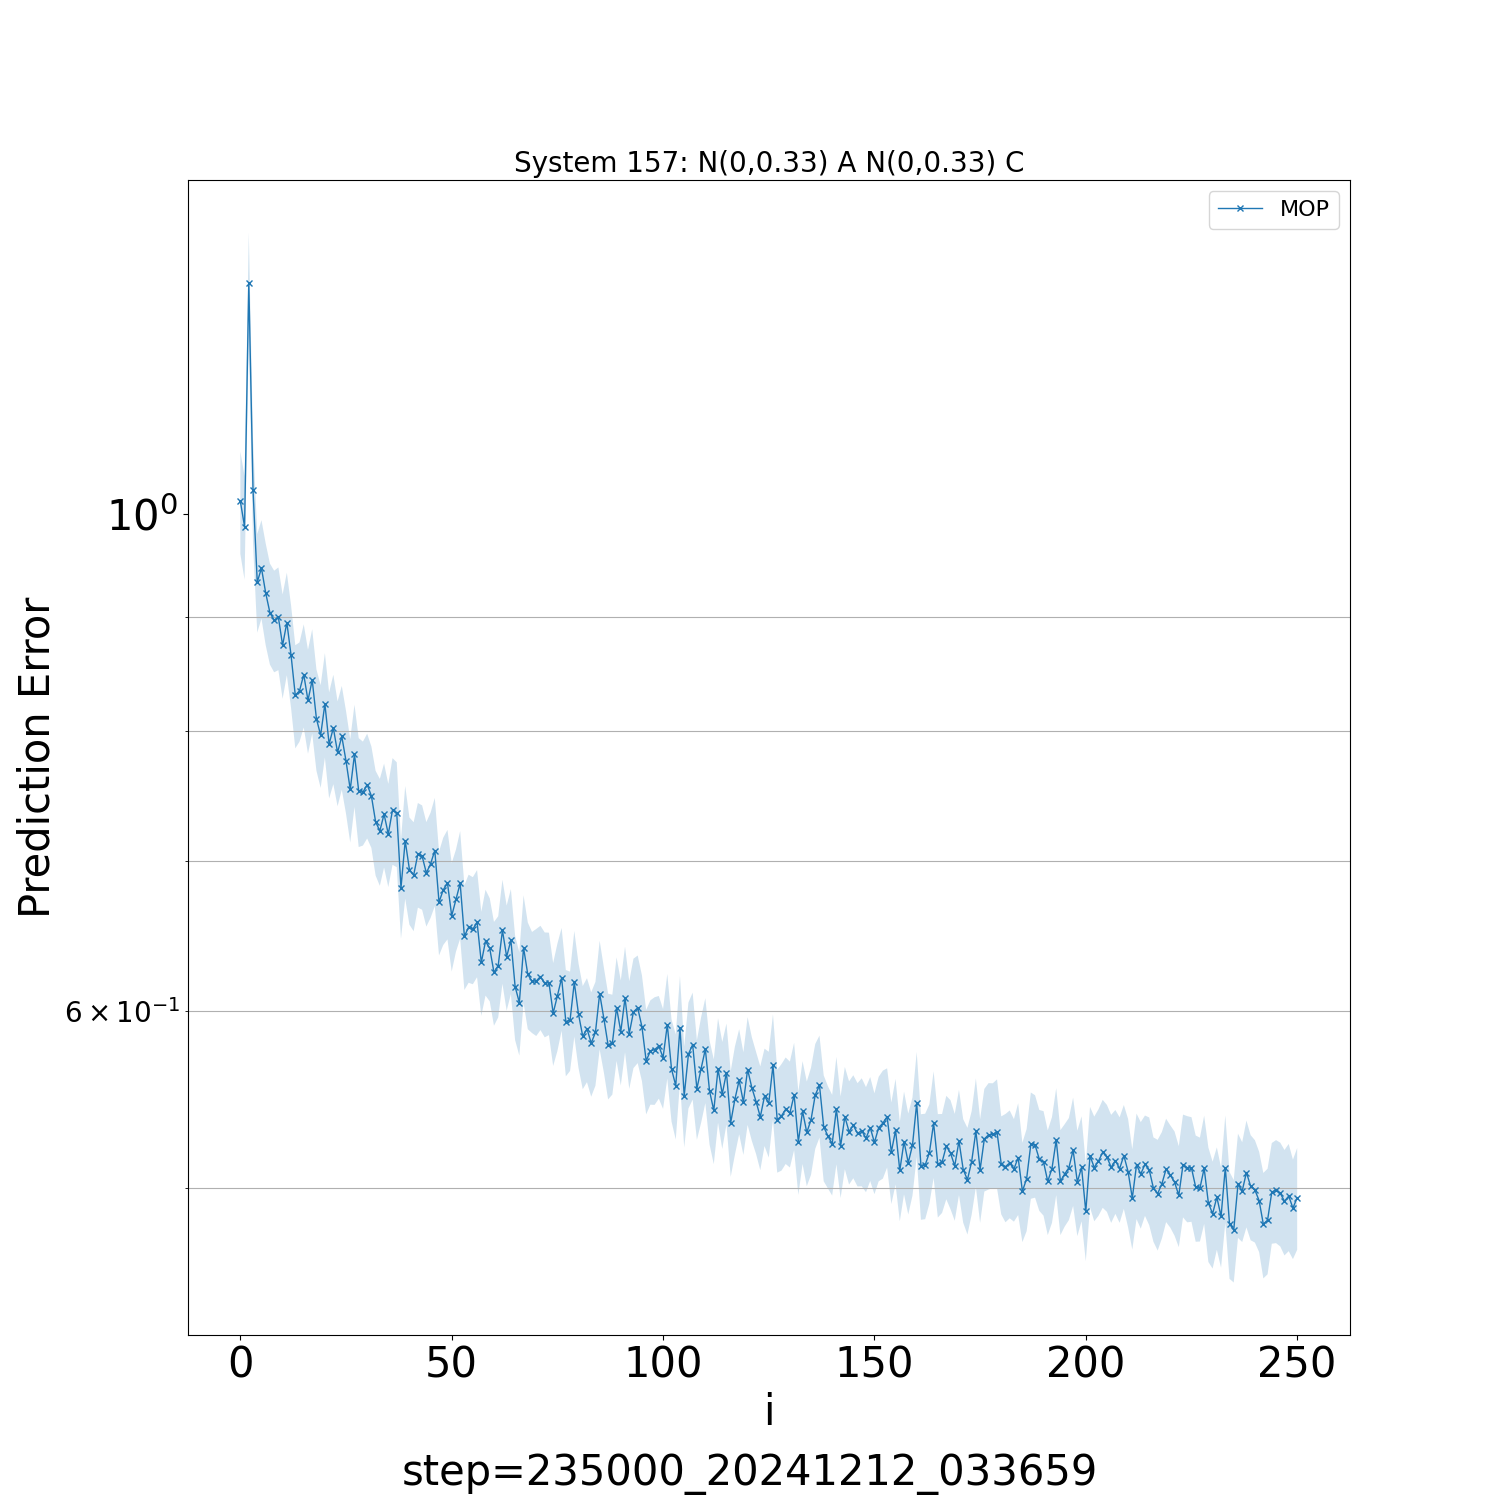 System 157: N(0,0.33) A N(0,0.33) C
MOP
10⁰
6 × 10⁻¹
Prediction Error
0 50 100 150 200 250
i
step=235000_20241212_033659